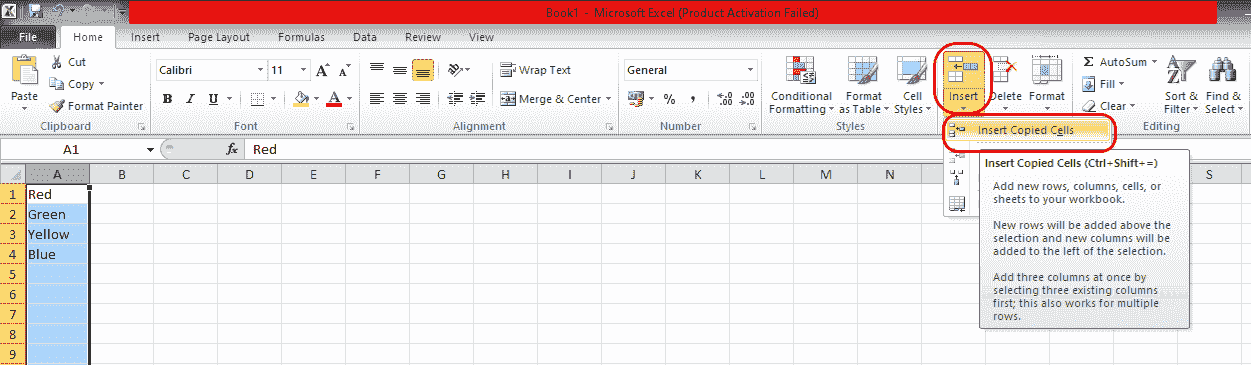 Book1 - Microsoft Excel (Product Activation Failed)
File Home Insert Page Layout Formulas Data Review View
Paste
Cut
Copy
Format Painter
Clipboard
Calibri 11
B I U
Font
Wrap Text
Merge & Center
Alignment
General
$ % , .0 .00 .00 .0
Number
Conditional Formatting
Format as Table
Cell Styles
Styles
Insert
Delete
Format
AutoSum
Fill
Clear
Sort & Filter
Find & Select
Editing
Insert Copied Cells
A1 fx Red
A B C D E F G H I J K L M N S
1 Red
2 Green
3 Yellow
4 Blue
5
6
7
8
9
Insert Copied Cells (Ctrl+Shift+=)
Add new rows, columns, cells, or
sheets to your workbook.
New rows will be added above the
selection and new columns will be
added to the left of the selection.
Add three columns at once by
selecting three existing columns
first; this also works for multiple
rows.